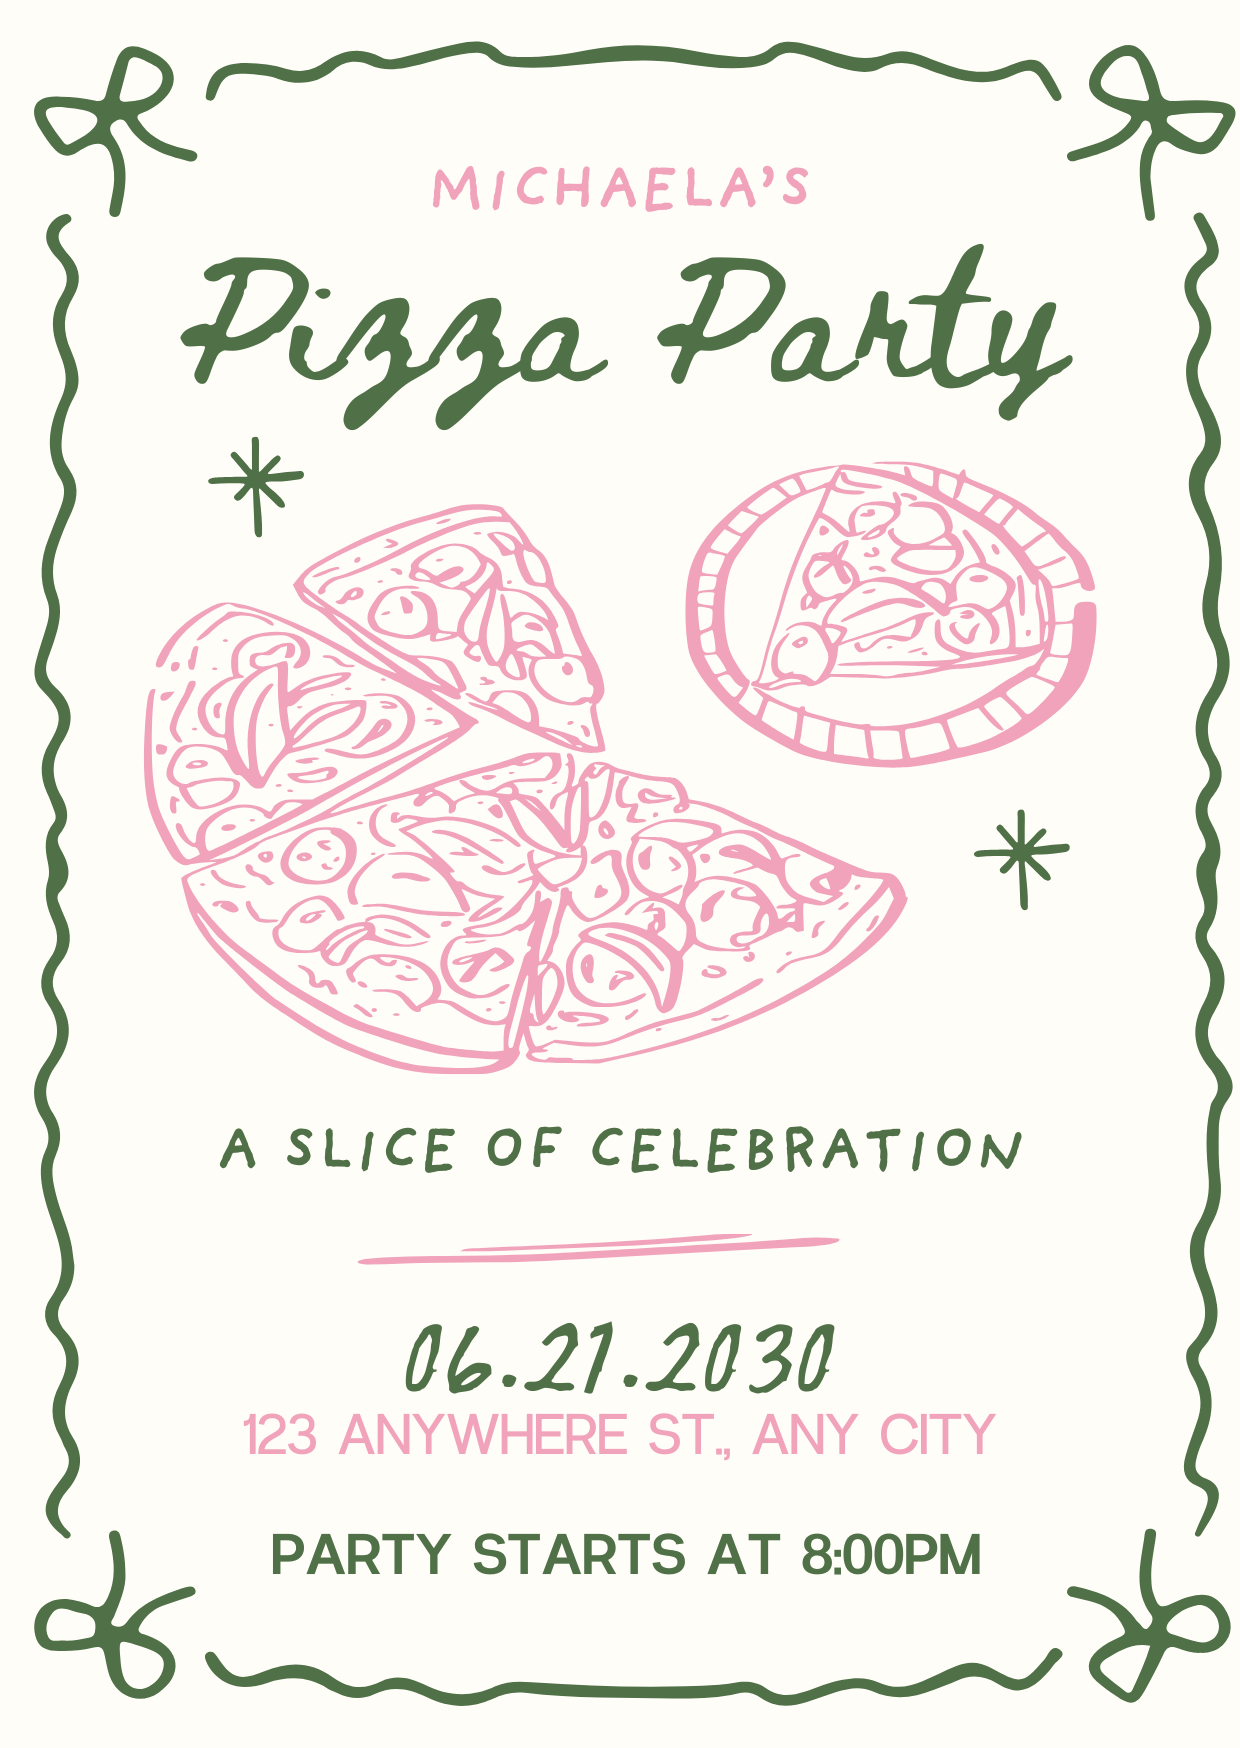 MICHAELA’S
Pizza Party
A SLICE OF CELEBRATION
06.21.2030
123 ANYWHERE ST., ANY CITY
PARTY STARTS AT 8:00PM